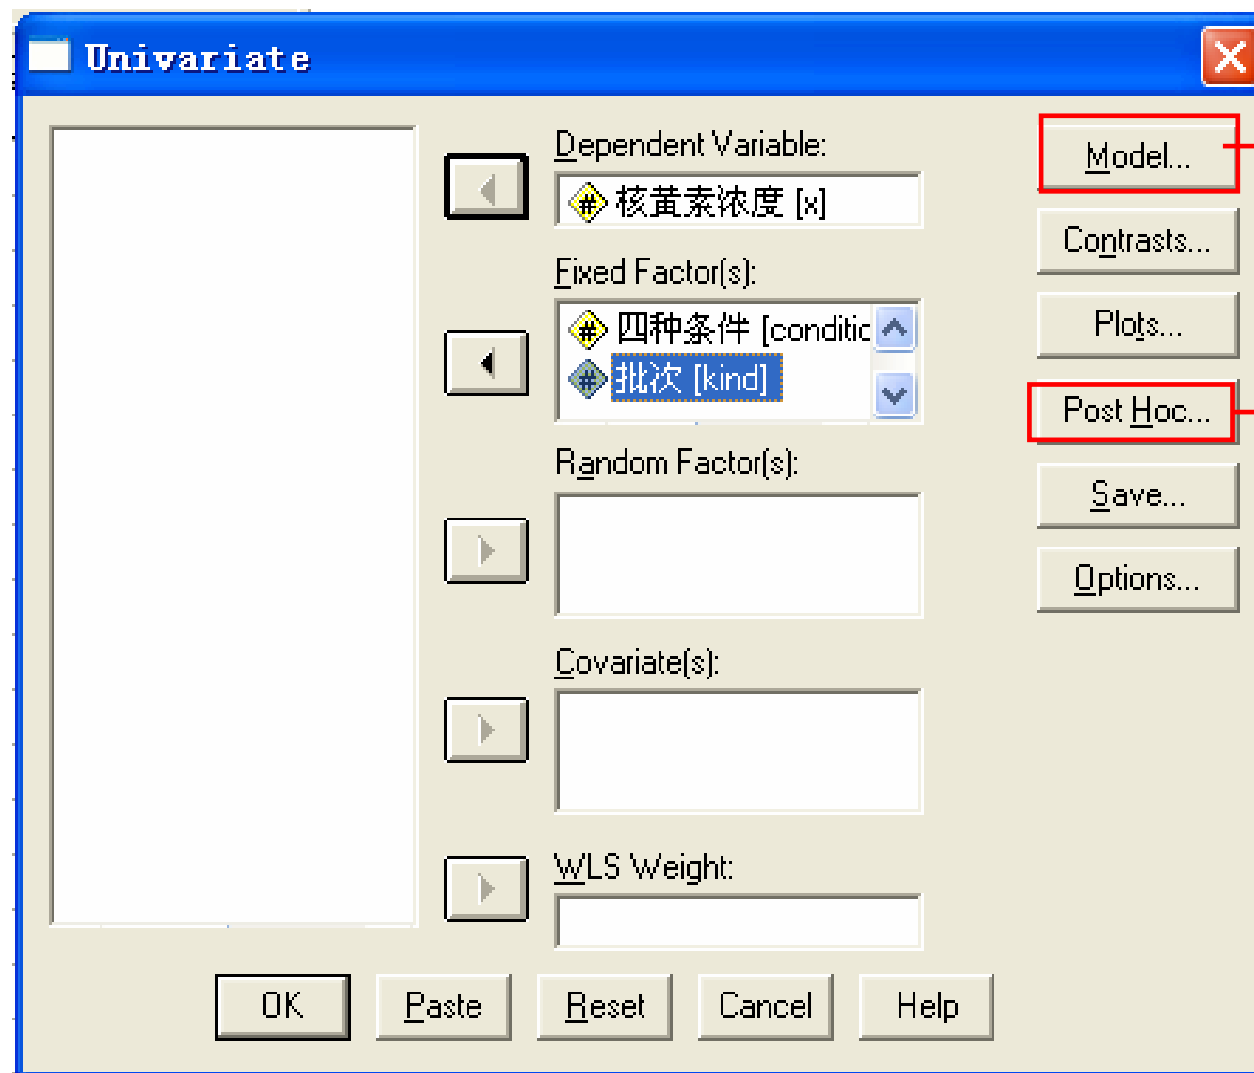 Univariate
Dependent Variable:
核黄素浓度 [x]
Fixed Factor(s):
四种条件 [conditic
批次 [kind]
Random Factor(s):
Covariate(s):
WLS Weight:
Model...
Contrasts...
Plots...
Post Hoc...
Save...
Options...
OK
Paste
Reset
Cancel
Help